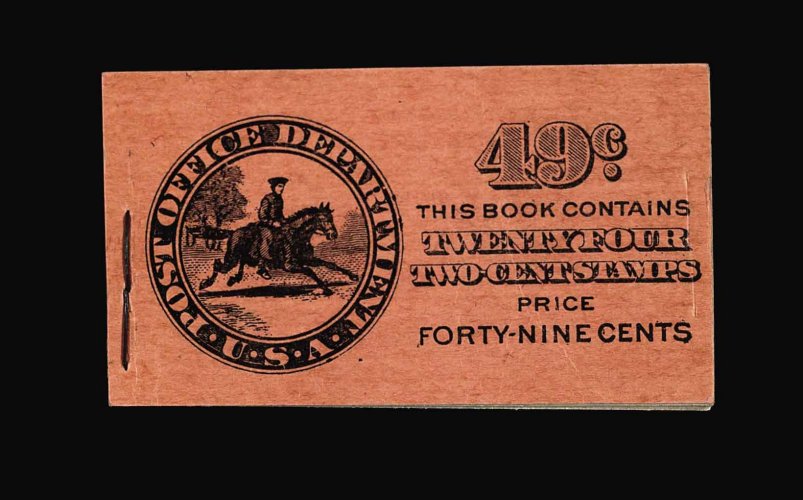 POST OFFICE DEPARTMENT
U·S·A·
49¢
THIS BOOK CONTAINS
TWENTY FOUR
TWO-CENT STAMPS
PRICE
FORTY-NINE CENTS